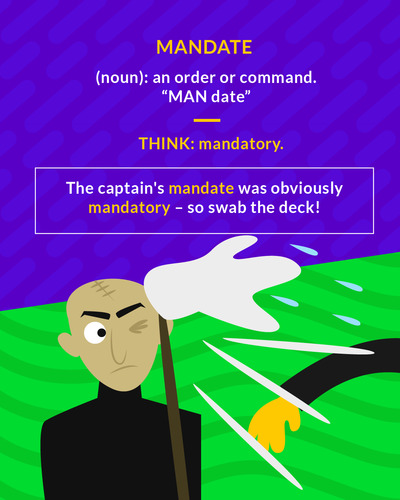 MANDATE
(noun): an order or command.
“MAN date”
THINK: mandatory.
The captain's mandate was obviously
mandatory – so swab the deck!